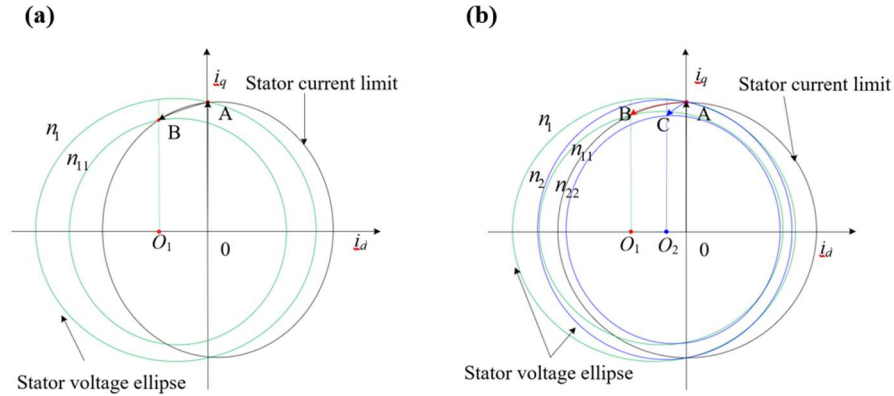 (a)
i_q
Stator current limit
A
B
n_1
n_11
O_1
0
i_d
Stator voltage ellipse
(b)
i_q
Stator current limit
A
B
C
n_1
n_11
n_2
n_22
O_1
O_2
0
i_d
Stator voltage ellipse